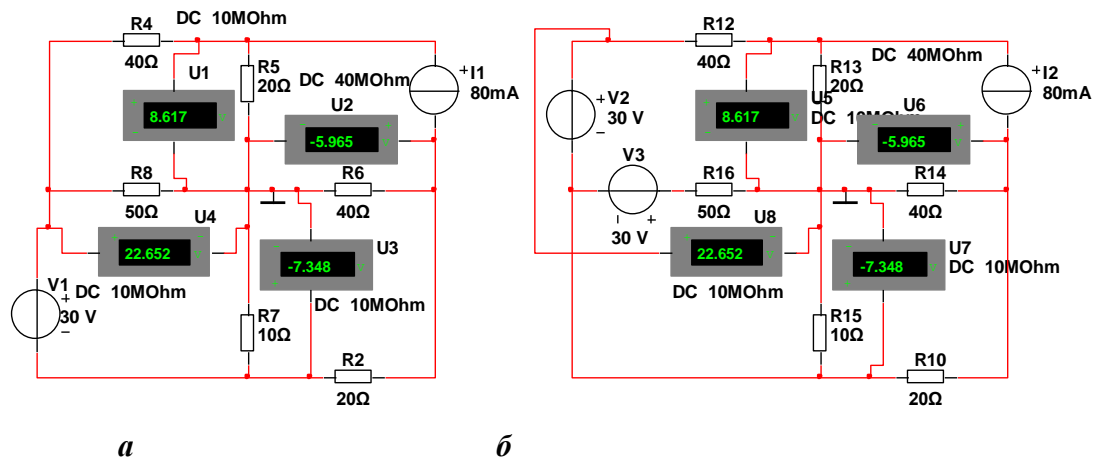 R4
DC 10MOhm
40Ω
U1
8.617
R5
20Ω
DC 40MOhm
U2
-5.965
+ I1
80mA
R8
50Ω
R6
40Ω
U4
22.652
DC 10MOhm
U3
-7.348
DC 10MOhm
V1
+
30 V
−
R7
10Ω
R2
20Ω
а
R12
40Ω
DC 40MOhm
R13
20Ω
+ I2
80mA
V2
+
30 V
−
U5
8.617
DC 10MOhm
U6
-5.965
V3
− +
30 V
R16
50Ω
R14
40Ω
U8
22.652
DC 10MOhm
U7
-7.348
DC 10MOhm
R15
10Ω
R10
20Ω
б